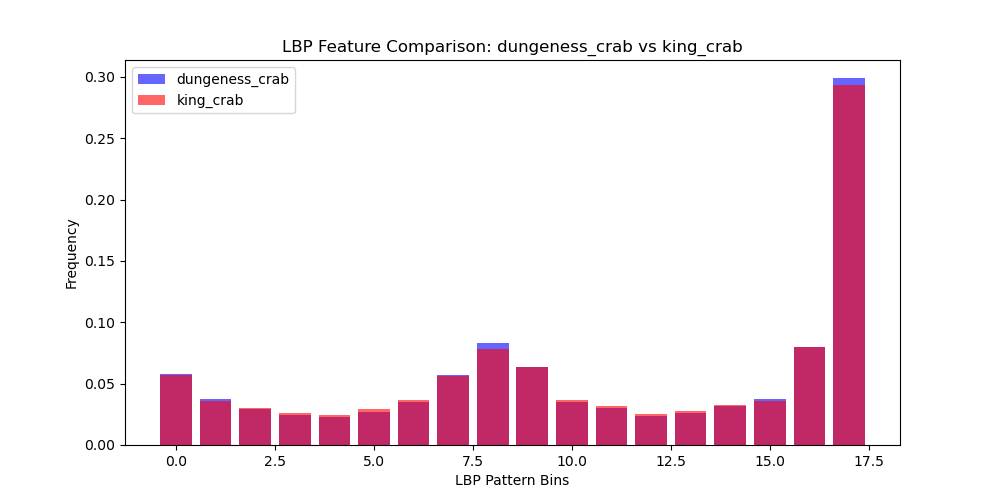 LBP Feature Comparison: dungeness_crab vs king_crab
dungeness_crab
king_crab
0.30
0.25
0.20
0.15
0.10
0.05
0.00
Frequency
0.0 2.5 5.0 7.5 10.0 12.5 15.0 17.5
LBP Pattern Bins